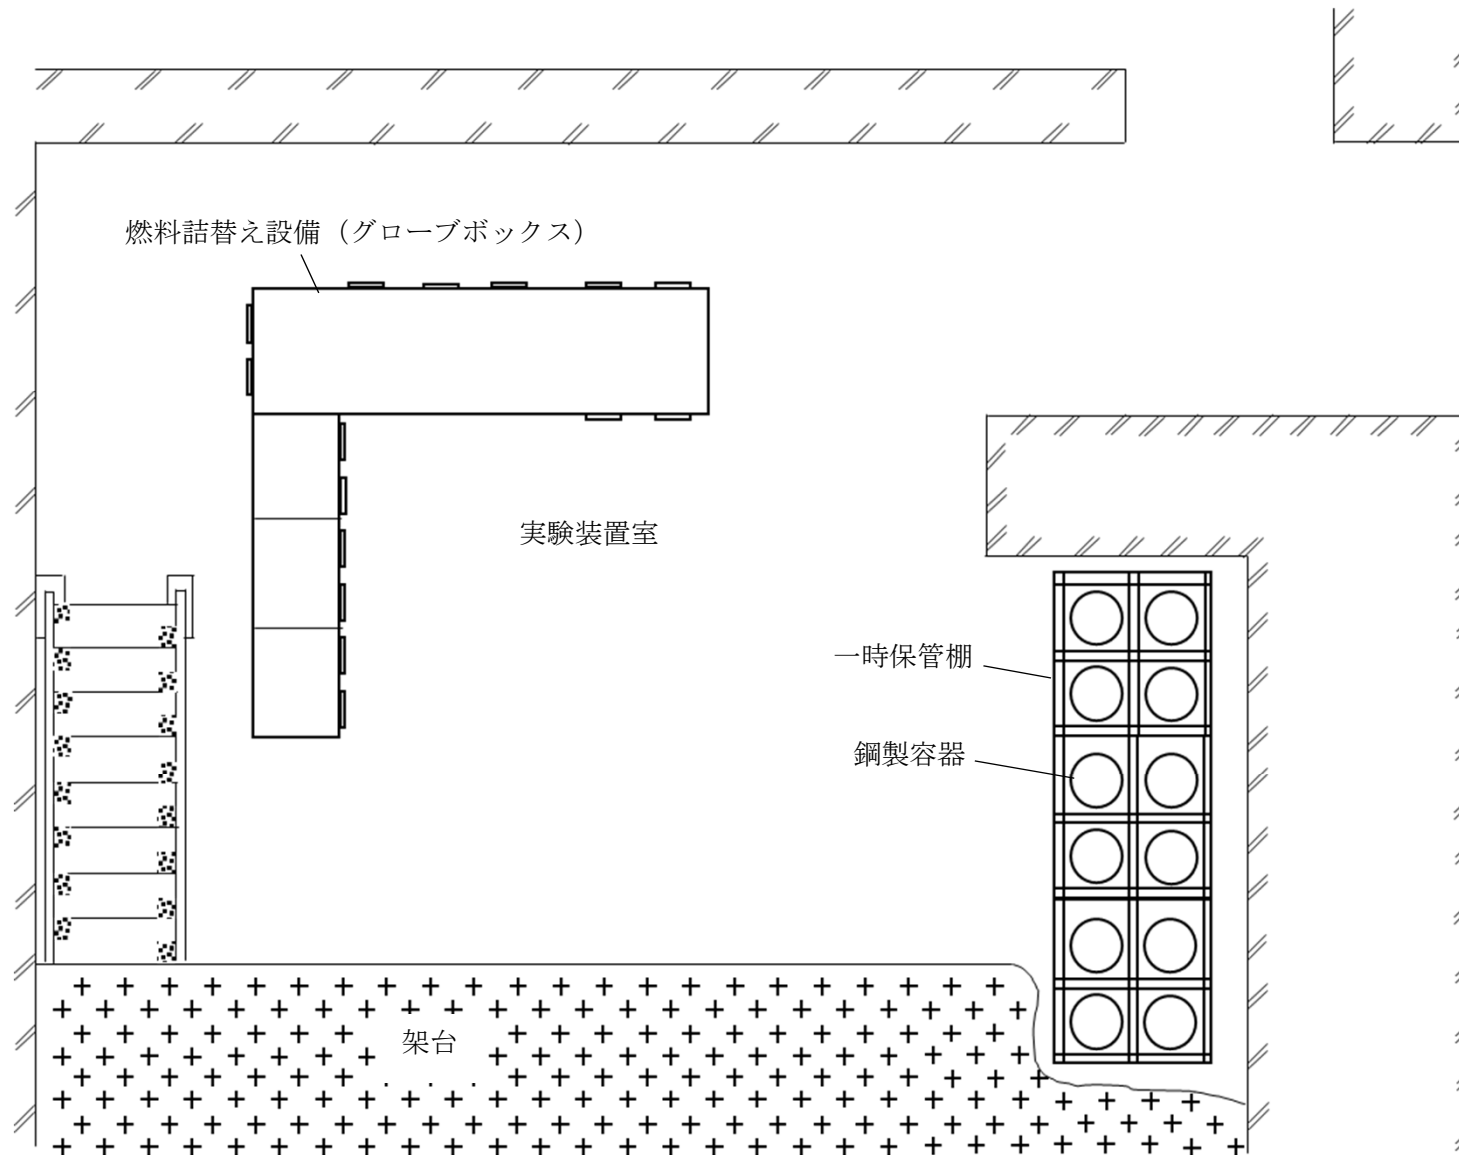 燃料詰替え設備（グローブボックス）
実験装置室
一時保管棚
鋼製容器
架台